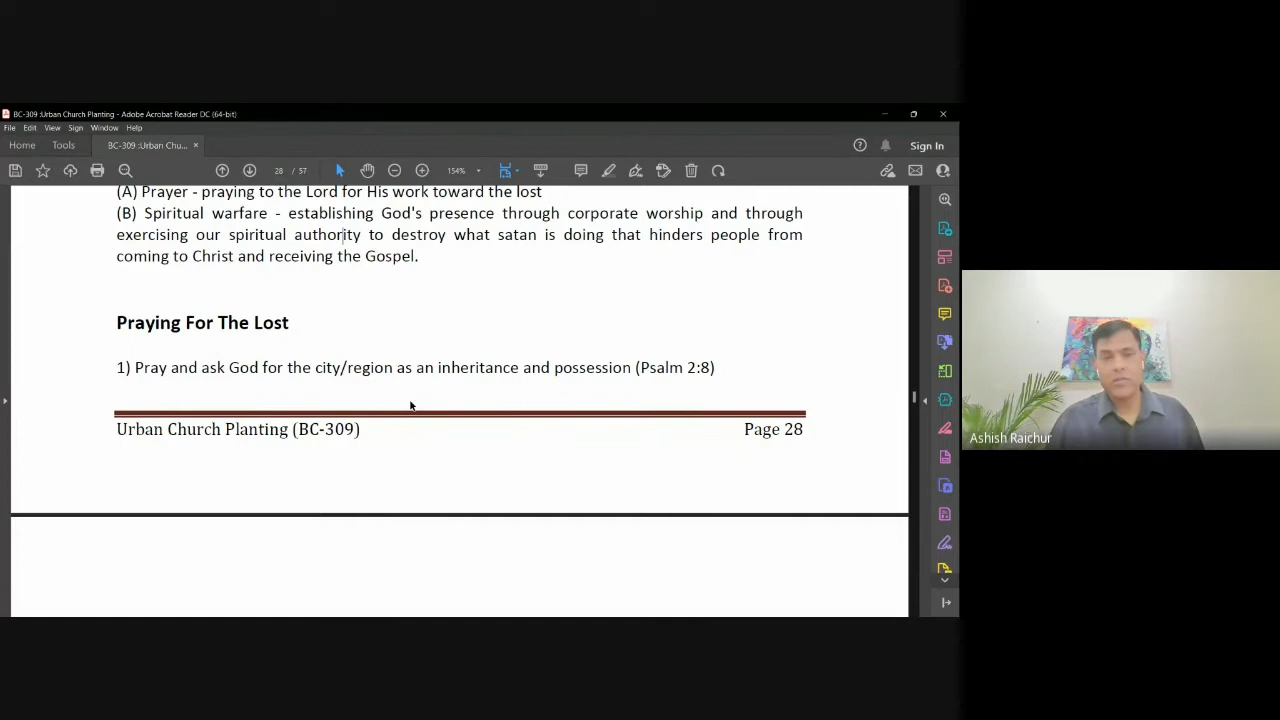 BC-309 :Urban Church Planting - Adobe Acrobat Reader DC (64-bit)
File Edit View Sign Window Help
Home Tools BC-309 :Urban Chu... × Sign In
28 / 57 154%
(A) Prayer - praying to the Lord for His work toward the lost
(B) Spiritual warfare - establishing God's presence through corporate worship and through
exercising our spiritual authority to destroy what satan is doing that hinders people from
coming to Christ and receiving the Gospel.
Praying For The Lost
1) Pray and ask God for the city/region as an inheritance and possession (Psalm 2:8)
Urban Church Planting (BC-309) Page 28
Ashish Raichur